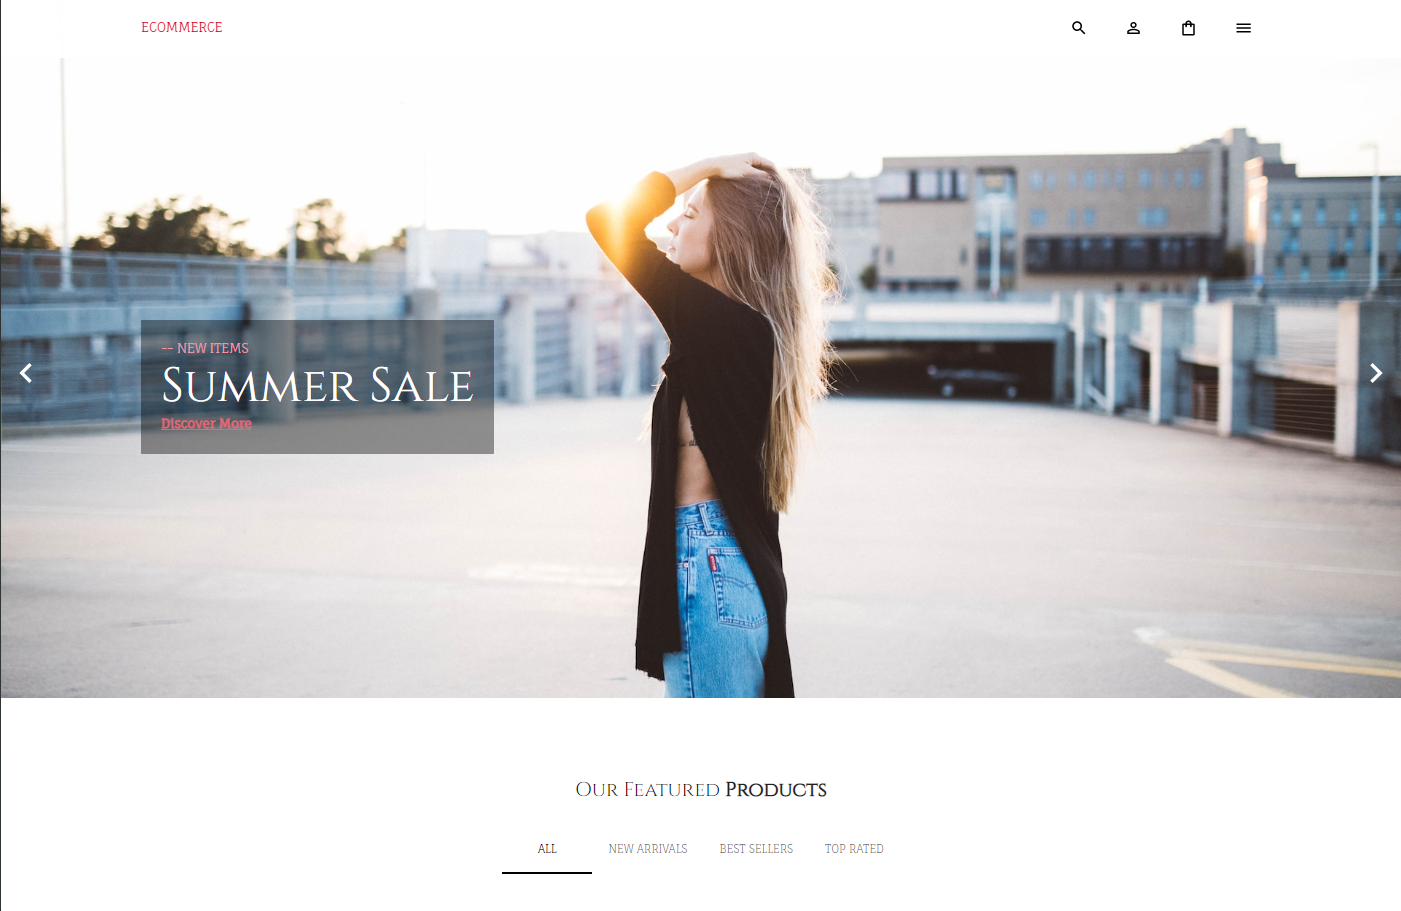 ECOMMERCE
-- NEW ITEMS
Summer Sale
Discover More
Our Featured Products
ALL NEW ARRIVALS BEST SELLERS TOP RATED